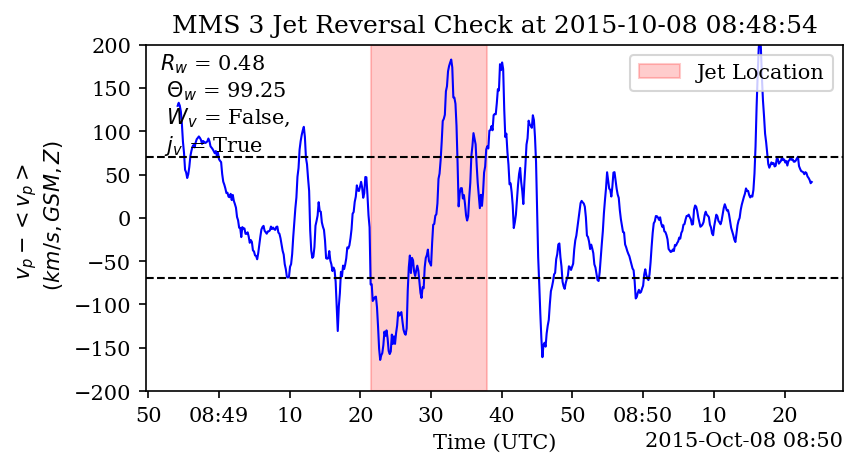 MMS 3 Jet Reversal Check at 2015-10-08 08:48:54
R_w = 0.48
Θ_w = 99.25
W_v = False,
j_v = True
Jet Location
v_p − < v_p >
(km/s, GSM, Z)
200
150
100
50
0
−50
−100
−150
−200
50 08:49 10 20 30 40 50 08:50 10 20
Time (UTC)
2015-Oct-08 08:50